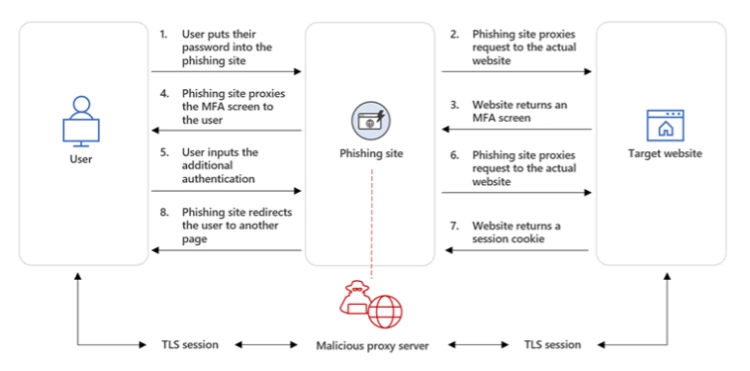 1. User puts their
password into the
phishing site
2. Phishing site proxies
request to the actual
website
4. Phishing site proxies
the MFA screen to
the user
3. Website returns an
MFA screen
User
Phishing site
Target website
5. User inputs the
additional
authentication
6. Phishing site proxies
request to the actual
website
8. Phishing site redirects
the user to another
page
7. Website returns a
session cookie
TLS session
Malicious proxy server
TLS session